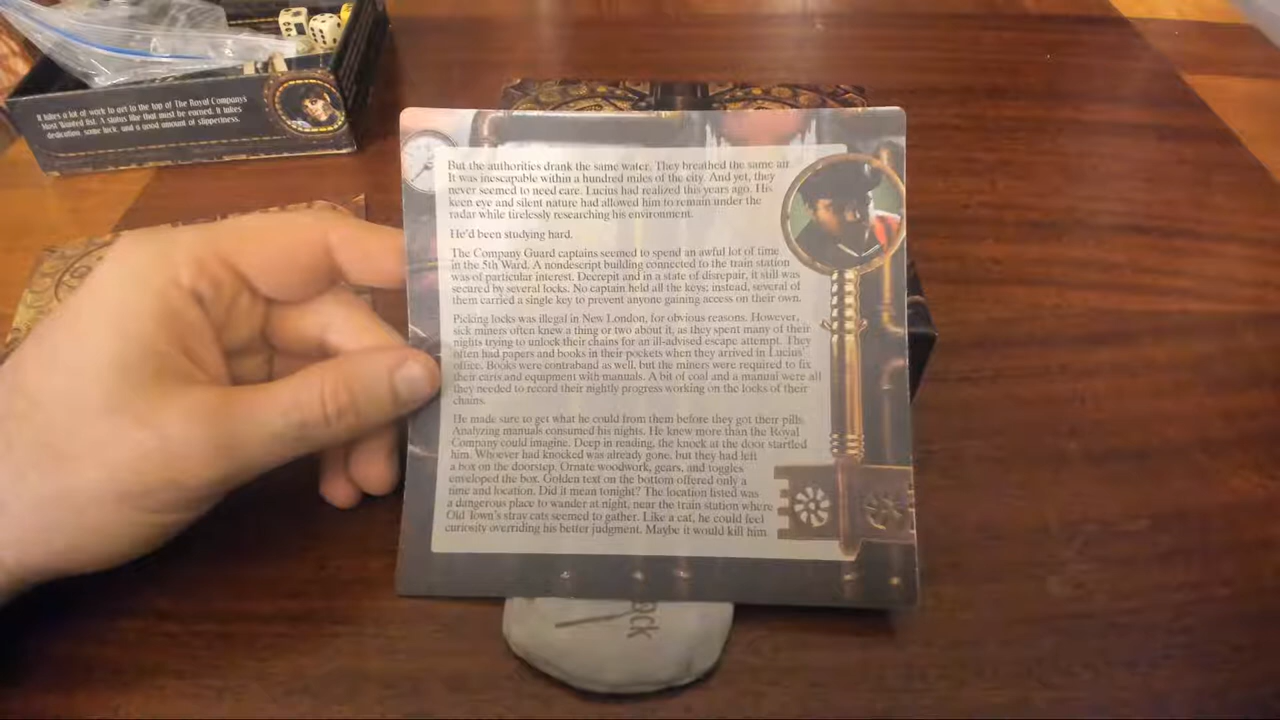 It takes a lot of work to get to the top of The Royal Company's
Most Wanted list. A status like that must be earned. It takes
dedication, some luck, and a good amount of slipperiness.
But the authorities drank the same water. They breathed the same air.
It was inescapable within a hundred miles of the city. And yet, they
never seemed to need care. Lucius had realized this years ago. His
keen eye and silent nature had allowed him to remain under the
radar while tirelessly researching his environment.
He'd been studying hard.
The Company Guard captains seemed to spend an awful lot of time
in the 5th Ward. A nondescript building connected to the train station
was of particular interest. Decrepit and in a state of disrepair, it still was
secured by several locks. No captain held all the keys; instead, several of
them carried a single key to prevent anyone gaining access on their own.
Picking locks was illegal in New London, for obvious reasons. However,
sick miners often knew a thing or two about it, as they spent many of their
nights trying to unlock their chains for an ill-advised escape attempt. They
often had papers and books in their pockets when they arrived in Lucius'
office. Books were contraband as well, but the miners were required to fix
their carts and equipment with manuals. A bit of coal and a manual were all
they needed to record their nightly progress working on the locks of their
chains.
He made sure to get what he could from them before they got their pills.
Analyzing manuals consumed his nights. He knew more than the Royal
Company could imagine. Deep in reading, the knock at the door startled
him. Whoever had knocked was already gone, but they had left
a box on the doorstep. Ornate woodwork, gears, and toggles
enveloped the box. Golden text on the bottom offered only a
time and location. Did it mean tonight? The location listed was
a dangerous place to wander at night, near the train station where
Old Town's stray cats seemed to gather. Like a cat, he could feel
curiosity overriding his better judgment. Maybe it would kill him